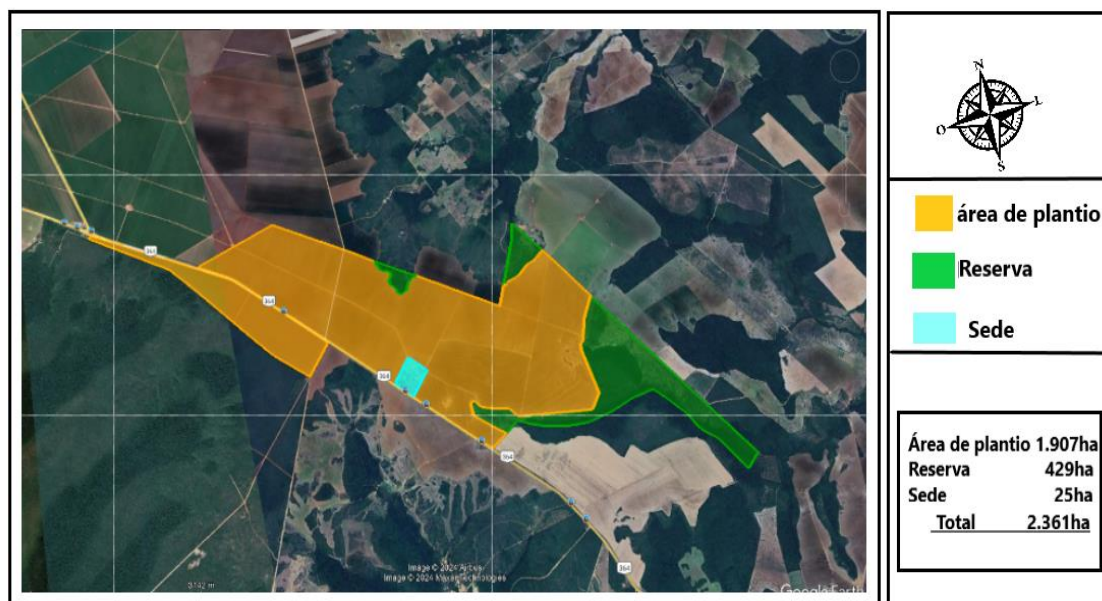 364
364
364
364
364
Image © 2024 Airbus
Image © 2024 Maxar Technologies
Google Earth
N
L
O
S
área de plantio
Reserva
Sede
Área de plantio 1.907ha
Reserva 429ha
Sede 25ha
Total 2.361ha